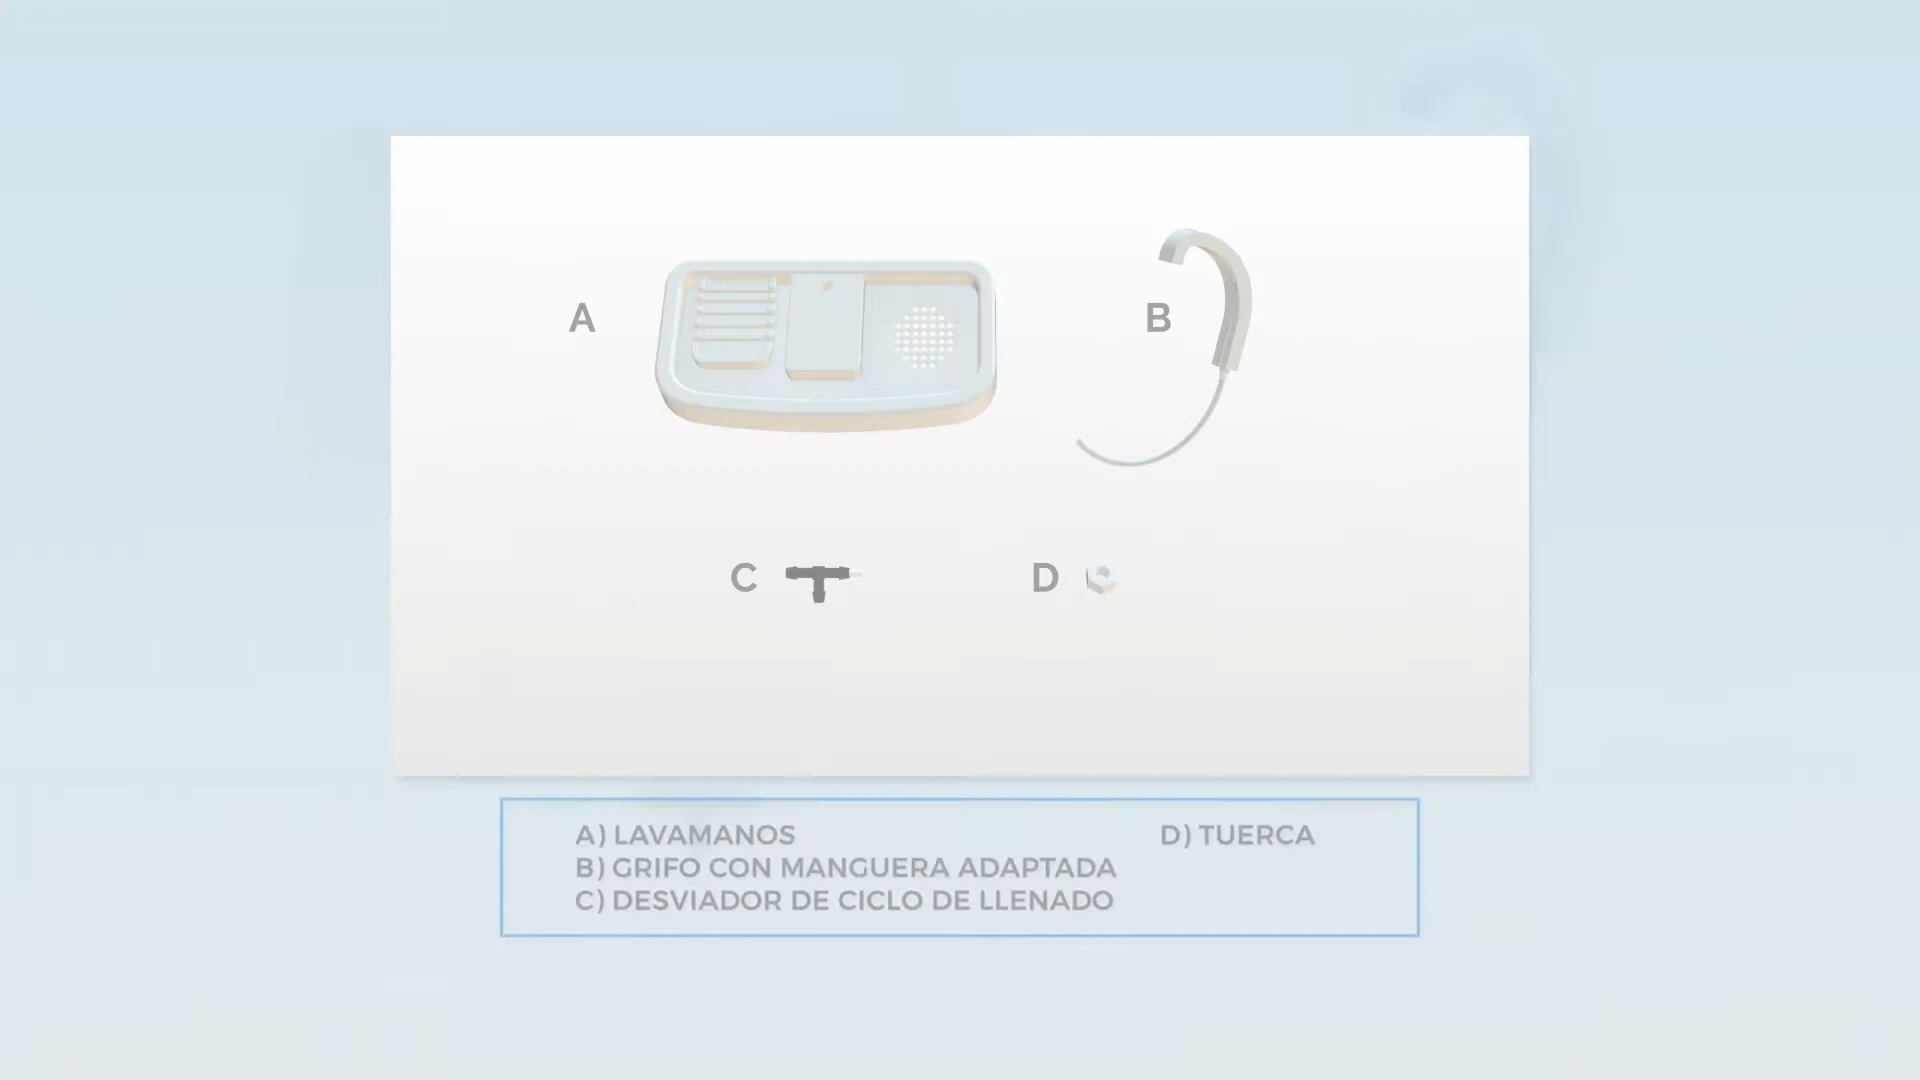 A
B
C
D
A) LAVAMANOS
B) GRIFO CON MANGUERA ADAPTADA
C) DESVIADOR DE CICLO DE LLENADO
D) TUERCA